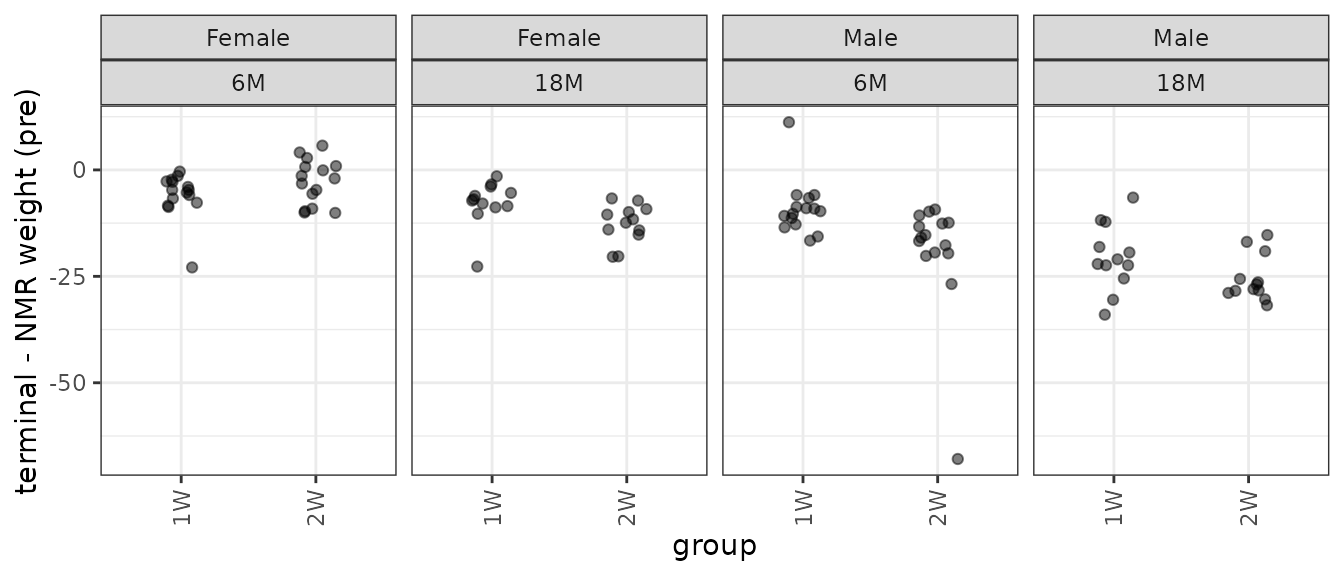 Female Female Male Male
6M 18M 6M 18M
terminal - NMR weight (pre)
0
-25
-50
1W 2W 1W 2W 1W 2W 1W 2W
group